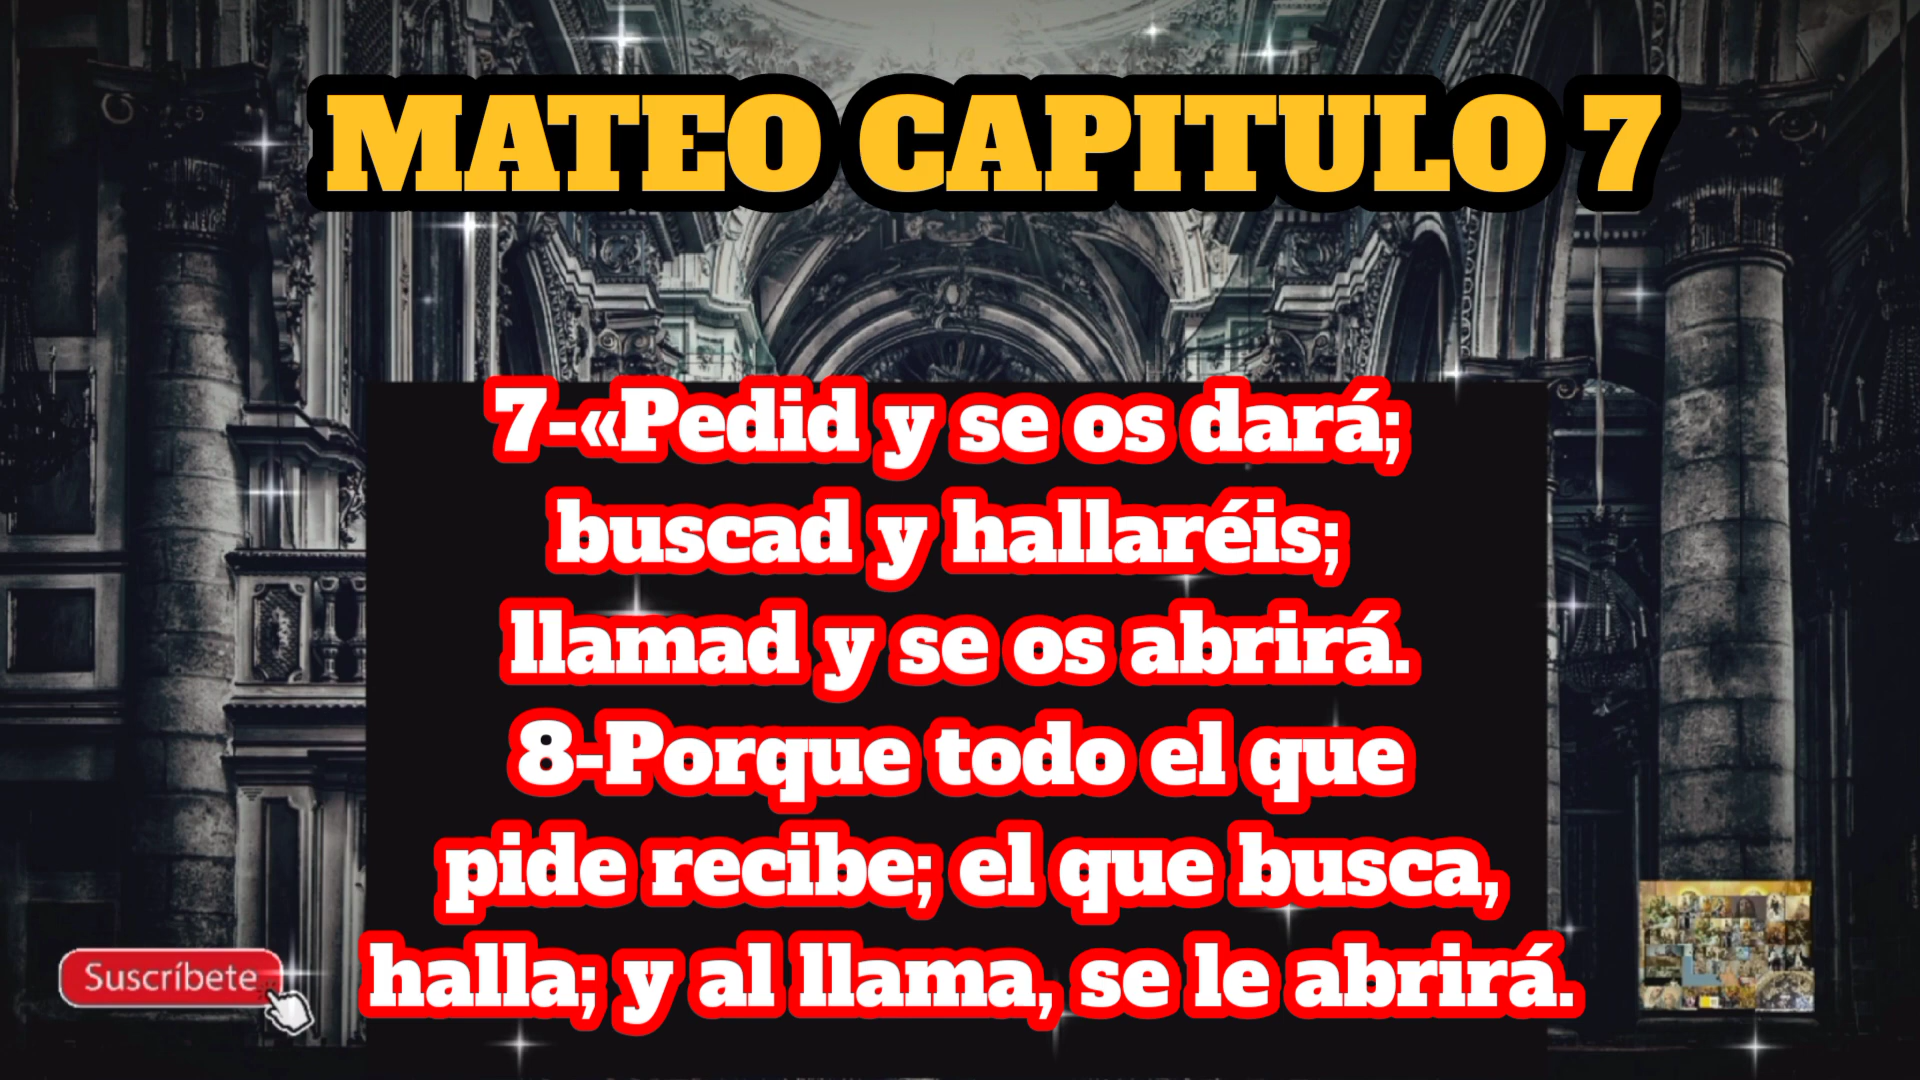 MATEO CAPITULO 7
7-«Pedid y se os dará;
buscad y hallaréis;
llamad y se os abrirá.
8-Porque todo el que
pide recibe; el que busca,
halla; y al llama, se le abrirá.
Suscríbete